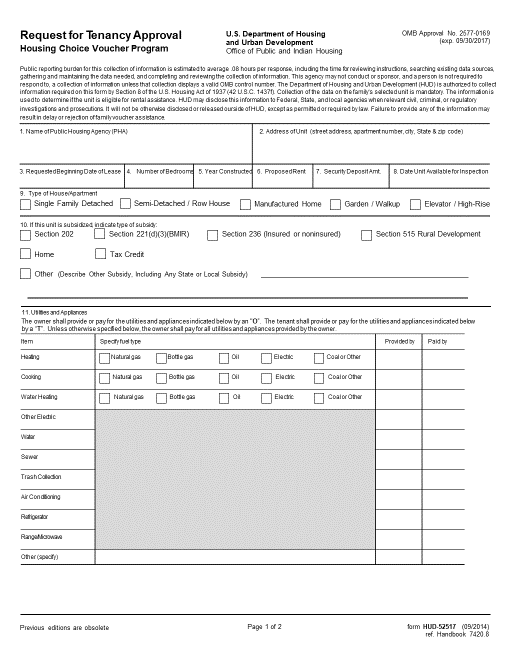 Request for Tenancy Approval
Housing Choice Voucher Program
U.S. Department of Housing
and Urban Development
Office of Public and Indian Housing
OMB Approval No. 2577-0169
(exp. 09/30/2017)
Public reporting burden for this collection of information is estimated to average .08 hours per response, including the time for reviewing instructions, searching existing data sources,
gathering and maintaining the data needed, and completing and reviewing the collection of information. This agency may not conduct or sponsor, and a person is not required to
respond to, a collection of information unless that collection displays a valid OMB control number. The Department of Housing and Urban Development (HUD) is authorized to collect
information required on this form by Section 8 of the U.S. Housing Act of 1937 (42 U.S.C. 1437f). Collection of the data on the family's selected unit is mandatory. The information is
used to determine if the unit is eligible for rental assistance. HUD may disclose this information to Federal, State, and local agencies when relevant civil, criminal, or regulatory
investigations and prosecutions. It will not be otherwise disclosed or released outside of HUD, except as permitted or required by law. Failure to provide any of the information may
result in delay or rejection of family voucher assistance.
1. Name of Public Housing Agency (PHA)
2. Address of Unit (street address, apartment number, city, State & zip code)
3. Requested Beginning Date of Lease
4. Number of Bedrooms
5. Year Constructed
6. Proposed Rent
7. Security Deposit Amt.
8. Date Unit Available for Inspection
9. Type of House/Apartment
Single Family Detached
Semi-Detached / Row House
Manufactured Home
Garden / Walkup
Elevator / High-Rise
10. If this unit is subsidized, indicate type of subsidy:
Section 202
Section 221(d)(3)(BMIR)
Section 236 (Insured or noninsured)
Section 515 Rural Development
Home
Tax Credit
Other (Describe Other Subsidy, Including Any State or Local Subsidy)
11. Utilities and Appliances
The owner shall provide or pay for the utilities and appliances indicated below by an "O". The tenant shall provide or pay for the utilities and appliances indicated below
by a "T". Unless otherwise specified below, the owner shall pay for all utilities and appliances provided by the owner.
Item
Specify fuel type
Provided by
Paid by
Heating
Natural gas
Bottle gas
Oil
Electric
Coal or Other
Cooking
Natural gas
Bottle gas
Oil
Electric
Coal or Other
Water Heating
Natural gas
Bottle gas
Oil
Electric
Coal or Other
Other Electric
Water
Sewer
Trash Collection
Air Conditioning
Refrigerator
Range/Microwave
Other (specify)
Previous editions are obsolete
Page 1 of 2
form HUD-52517 (09/2014)
ref. Handbook 7420.8